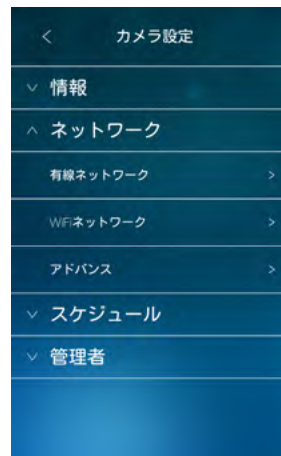 カメラ設定
情報
ネットワーク
有線ネットワーク
WiFiネットワーク
アドバンス
スケジュール
管理者